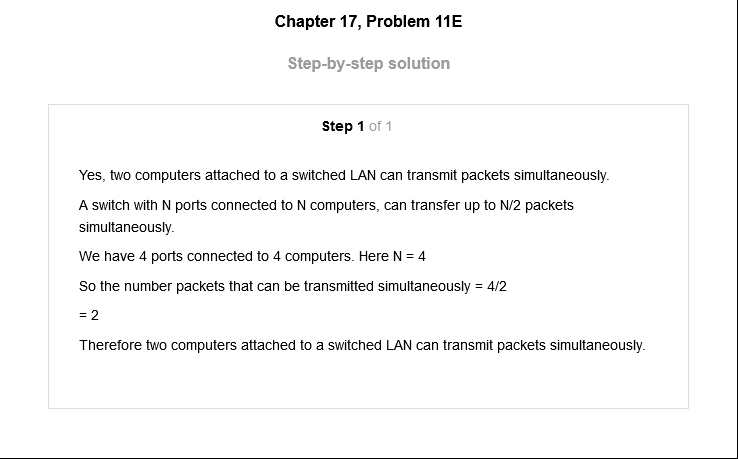 Chapter 17, Problem 11E
Step-by-step solution
Step 1 of 1
Yes, two computers attached to a switched LAN can transmit packets simultaneously.
A switch with N ports connected to N computers, can transfer up to N/2 packets
simultaneously.
We have 4 ports connected to 4 computers. Here N = 4
So the number packets that can be transmitted simultaneously = 4/2
= 2
Therefore two computers attached to a switched LAN can transmit packets simultaneously.